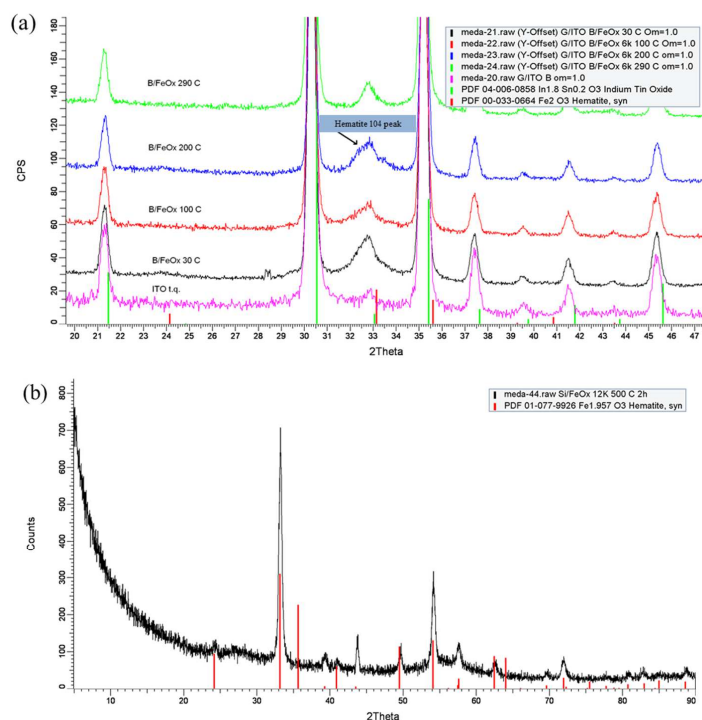 (a)
meda-21.raw (Y-Offset) G/ITO B/FeOx 30 C Om=1.0
meda-22.raw (Y-Offset) G/ITO B/FeOx 6k 100 C Om=1.0
meda-23.raw (Y-Offset) G/ITO B/FeOx 6k 200 C Om=1.0
meda-24.raw (Y-Offset) G/ITO B/FeOx 6k 290 C om=1.0
meda-20.raw G/ITO B om=1.0
PDF 04-006-0858 In1.8 Sn0.2 O3 Indium Tin Oxide
PDF 00-033-0664 Fe2 O3 Hematite, syn
B/FeOx 290 C
Hematite 104 peak
B/FeOx 200 C
B/FeOx 100 C
B/FeOx 30 C
ITO t.q.
CPS
0 20 40 60 80 100 120 140 160 180
20 21 22 23 24 25 26 27 28 29 30 31 32 33 34 35 36 37 38 39 40 41 42 43 44 45 46 47
2Theta
(b)
meda-44.raw Si/FeOx 12K 500 C 2h
PDF 01-077-9926 Fe1.957 O3 Hematite, syn
Counts
0 100 200 300 400 500 600 700 800
10 20 30 40 50 60 70 80 90
2Theta